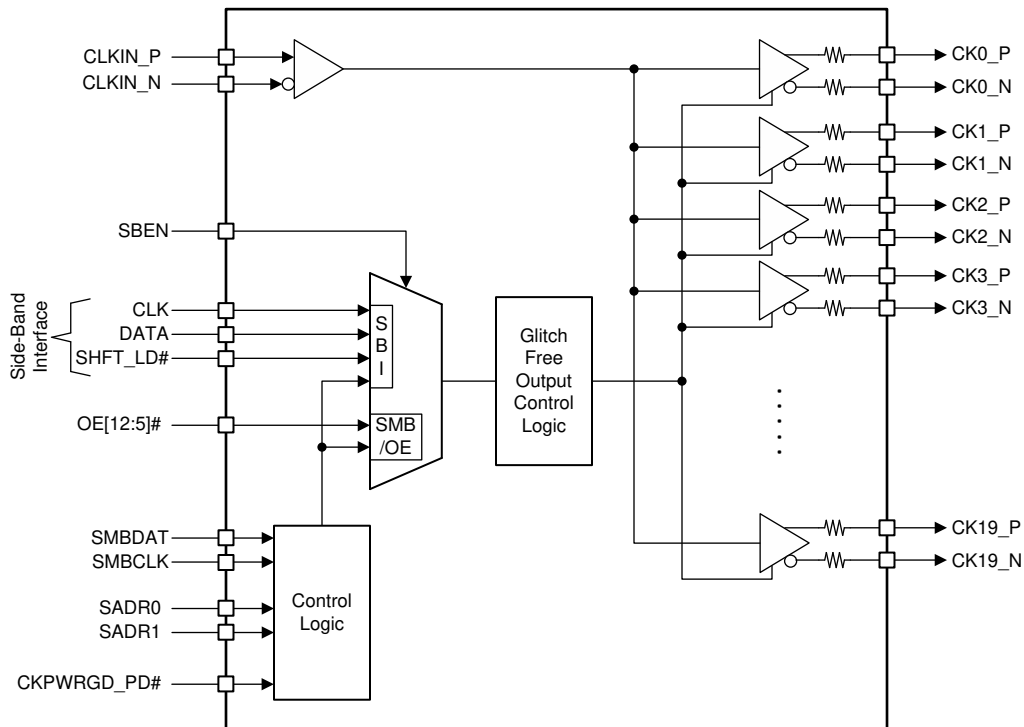 CLKIN_P
CLKIN_N
SBEN
Side-Band
Interface
CLK
DATA
SHFT_LD#
OE[12:5]#
SMBDAT
SMBCLK
SADR0
SADR1
CKPWRGD_PD#
S
B
I
SMB
/OE
Control
Logic
Glitch
Free
Output
Control
Logic
CK0_P
CK0_N
CK1_P
CK1_N
CK2_P
CK2_N
CK3_P
CK3_N
CK19_P
CK19_N